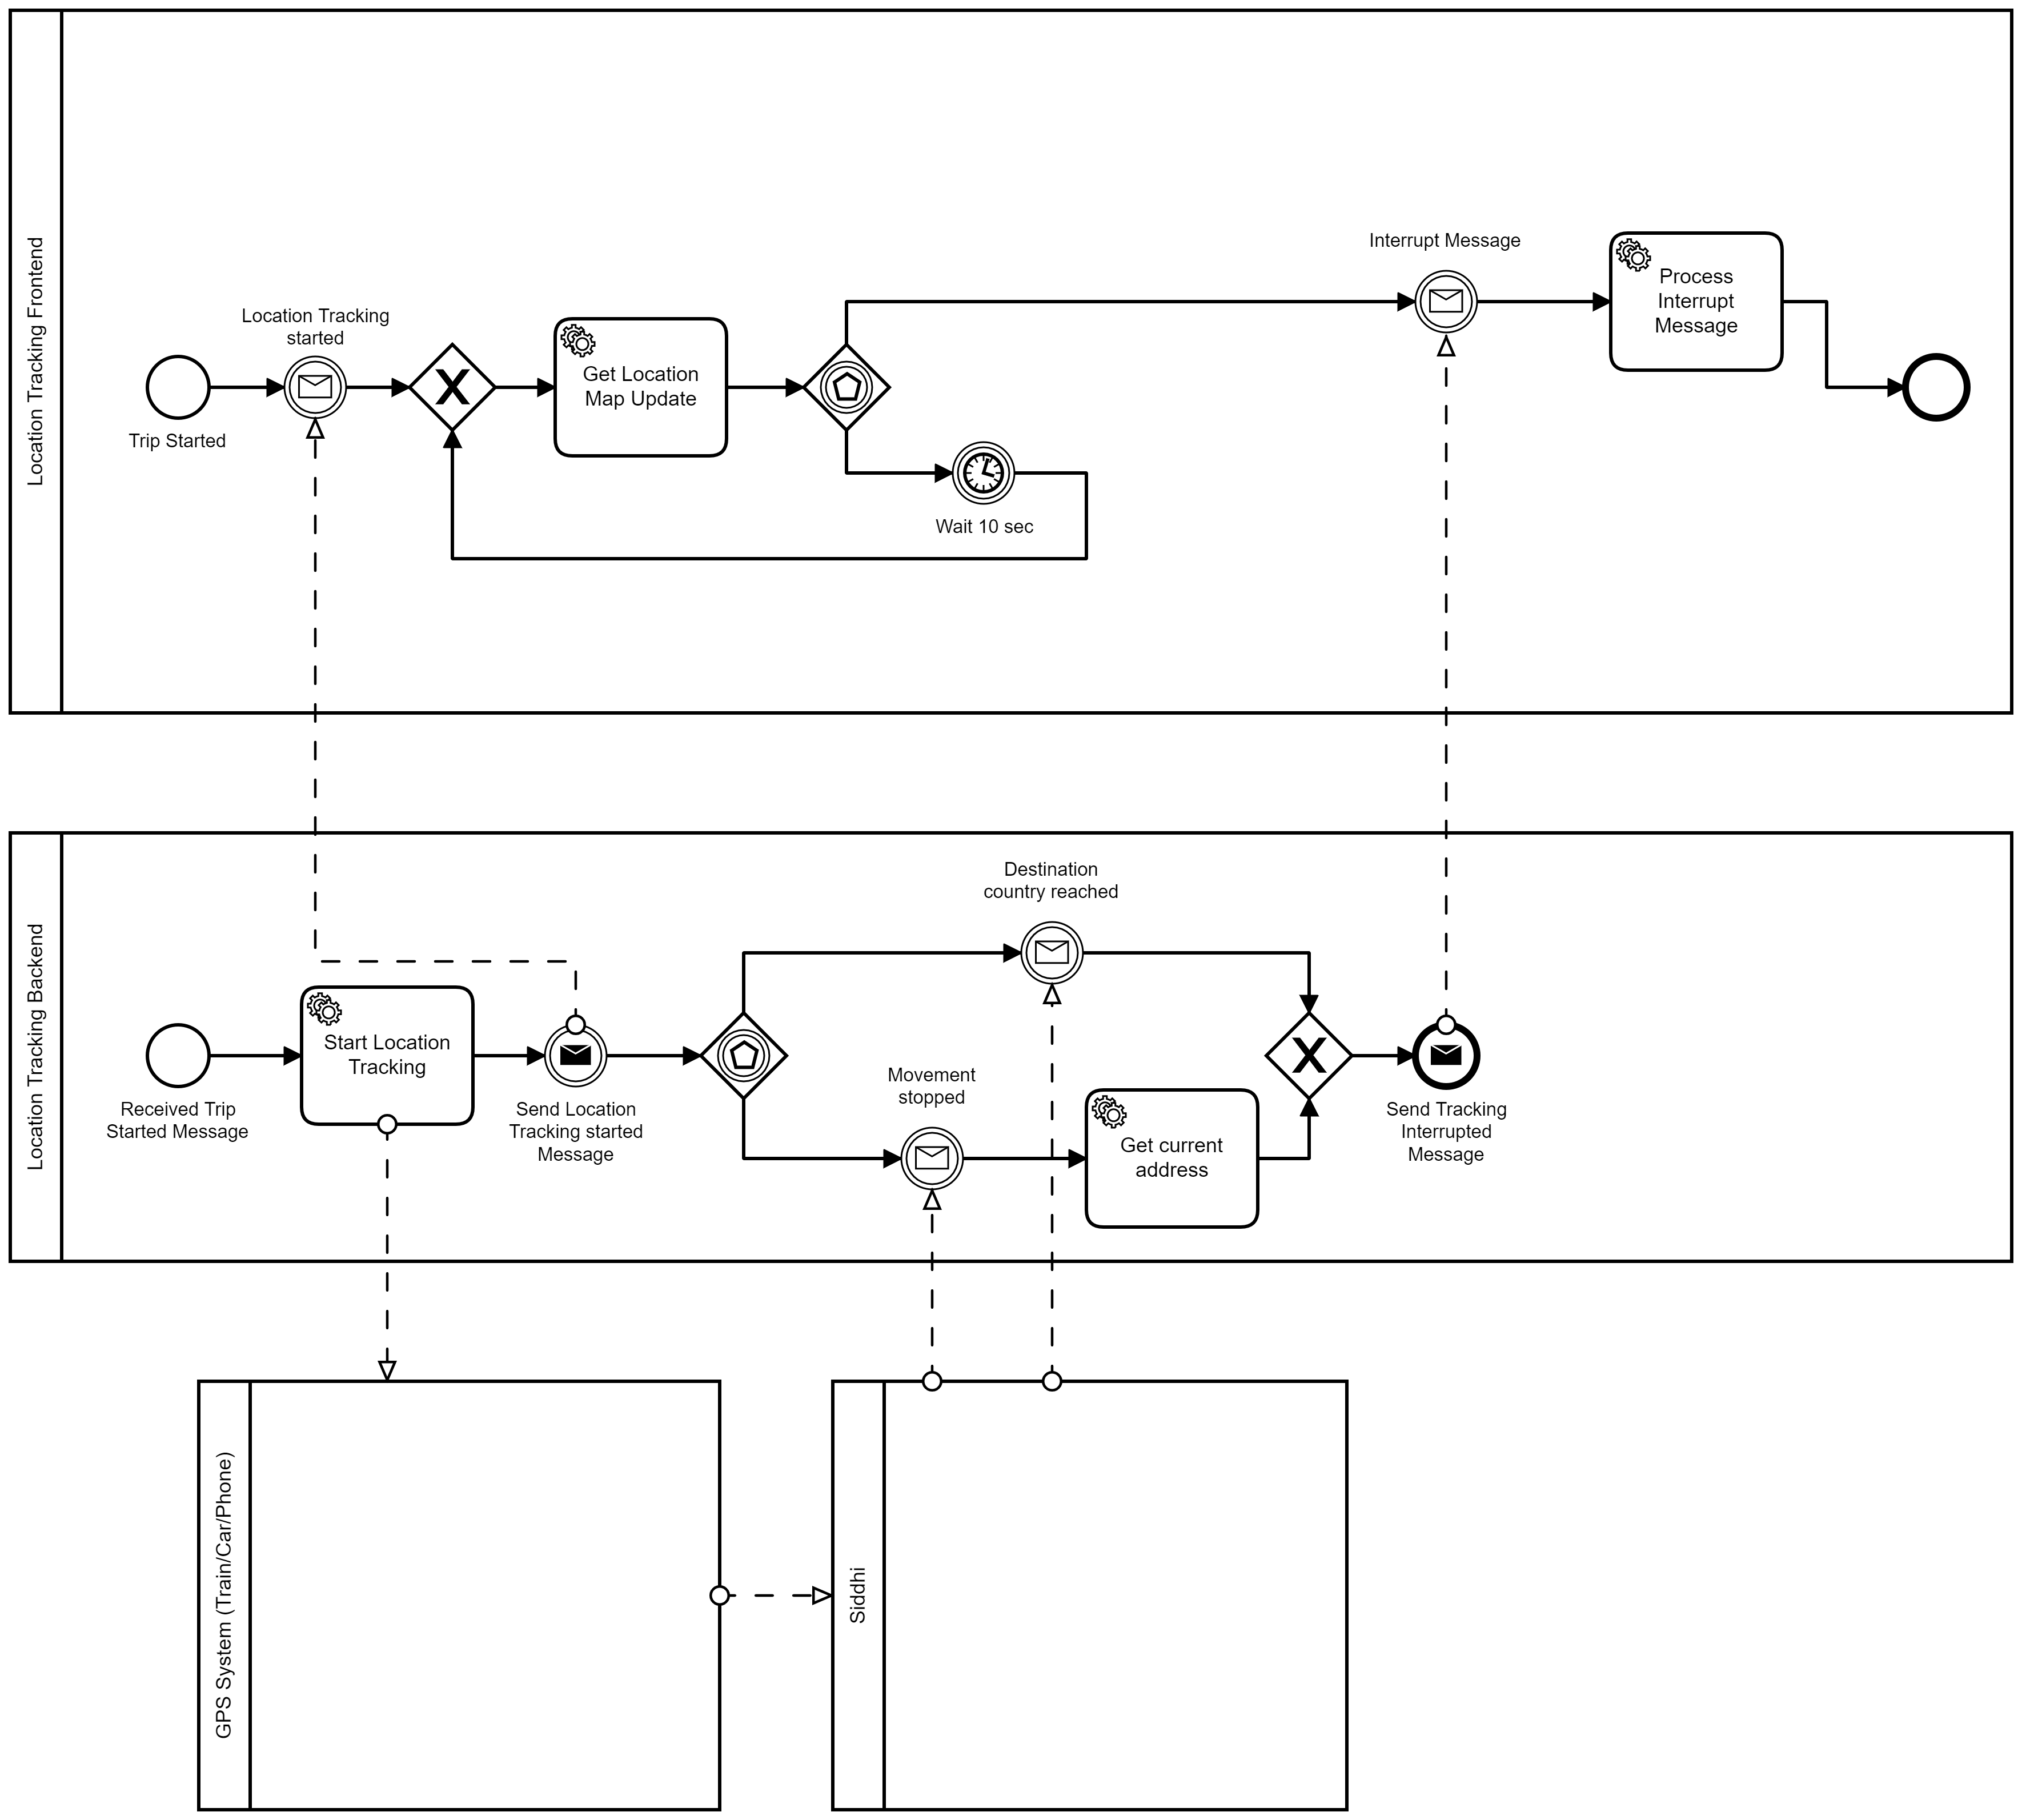 Location Tracking Frontend
Trip Started
Location Tracking
started
Get Location
Map Update
Wait 10 sec
Interrupt Message
Process
Interrupt
Message
Location Tracking Backend
Received Trip
Started Message
Start Location
Tracking
Send Location
Tracking started
Message
Destination
country reached
Movement
stopped
Get current
address
Send Tracking
Interrupted
Message
GPS System (Train/Car/Phone)
Siddhi